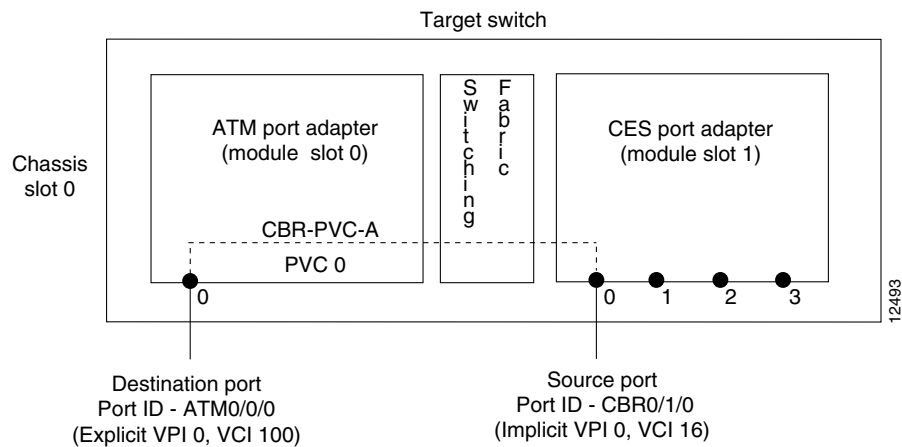 Target switch
Chassis
slot 0
ATM port adapter
(module slot 0)
Switching
Fabric
CES port adapter
(module slot 1)
CBR-PVC-A
PVC 0
0
0
1
2
3
12493
Destination port
Port ID - ATM0/0/0
(Explicit VPI 0, VCI 100)
Source port
Port ID - CBR0/1/0
(Implicit VPI 0, VCI 16)